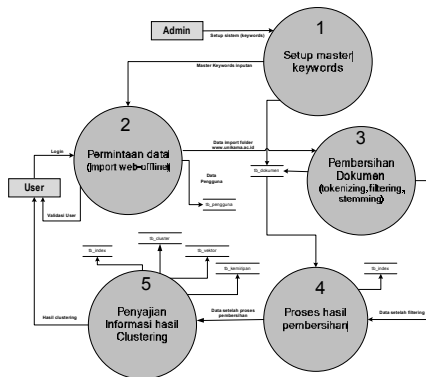 Admin
Setup sistem (keywords)
1
Setup master
keywords
Master Keywords inputan
2
Permintaan data
(import web-offline)
Data import folder
www.unikama.ac.id
3
Pembersihan
Dokumen
(tokenizing, filtering,
stemming)
Login
User
Validasi User
Data
Pengguna
tb_pengguna
tb_dokumen
tb_index
tb_cluster
tb_vektor
tb_kemiripan
5
Penyajian
Informasi hasil
Clustering
Hasil clustering
Data setelah proses
pembersihan
4
Proses hasil
pembersihan
tb_index
Data setelah filtering